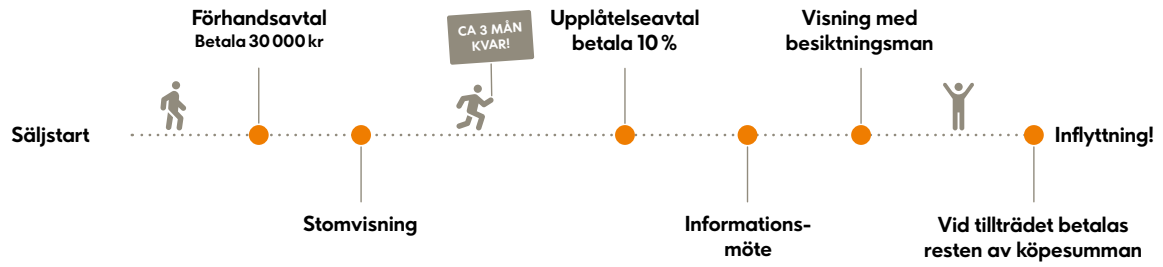 Förhandsavtal
Betala 30 000 kr
CA 3 MÅN
KVAR!
Upplåtelseavtal
betala 10 %
Visning med
besiktningsman
Säljstart
Inflyttning!
Stomvisning
Informations-
möte
Vid tillträdet betalas
resten av köpesumman